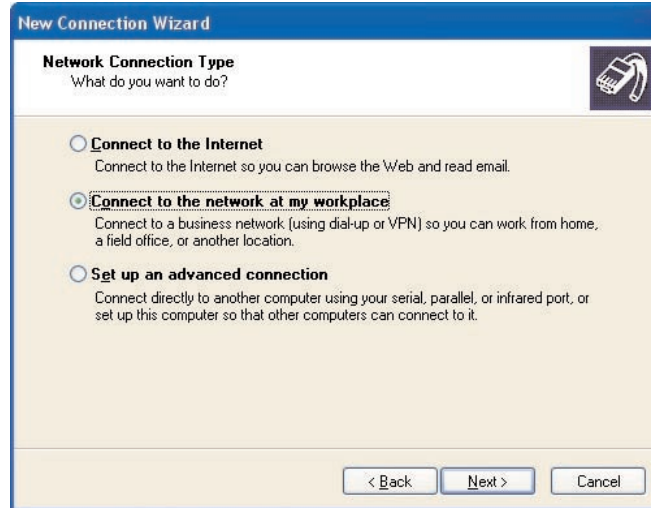 New Connection Wizard
Network Connection Type
What do you want to do?
Connect to the Internet
Connect to the Internet so you can browse the Web and read email.
Connect to the network at my workplace
Connect to a business network (using dial-up or VPN) so you can work from home,
a field office, or another location.
Set up an advanced connection
Connect directly to another computer using your serial, parallel, or infrared port, or
set up this computer so that other computers can connect to it.
< Back
Next >
Cancel